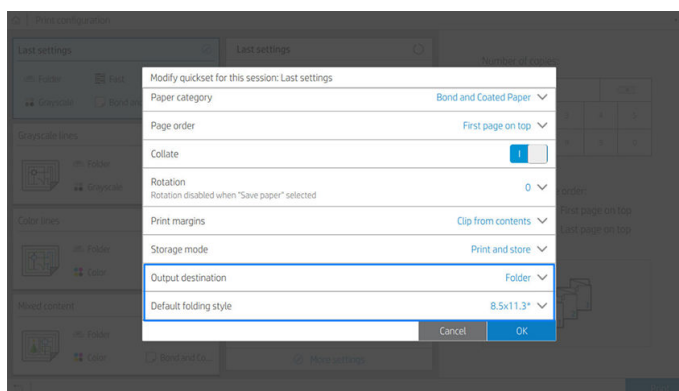 Print configuration
Last settings
Last settings
Number of copies
Folder
Fast
Grayscale
Bond and
Modify quickset for this session: Last settings
Paper category Bond and Coated Paper
Page order First page on top
Collate
Rotation 0
Rotation disabled when "Save paper" selected
Print margins Clip from contents
Storage mode Print and store
Output destination Folder
Default folding style 8.5x11.3*
Cancel OK
Grayscale lines
Folder
Grayscale
Color lines
Folder
Color
Mixed content
Folder
Color
Bond and Co...
More settings
order
First page on top
Last page on top